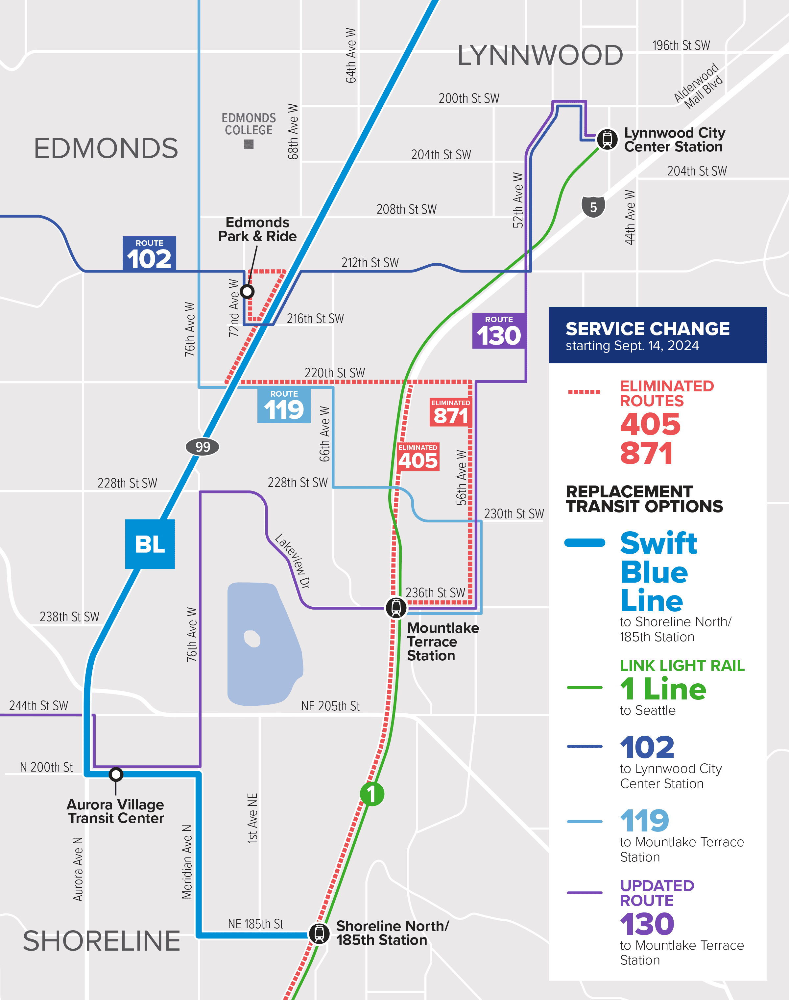 64th Ave W
LYNNWOOD
196th St SW
Alderwood
Mall Blvd
200th St SW
EDMONDS
COLLEGE
68th Ave W
EDMONDS
Lynnwood City
Center Station
204th St SW
204th St SW
52th Ave W
5
44th Ave W
208th St SW
Edmonds
Park & Ride
ROUTE
102
212th St SW
72nd Ave W
76th Ave W
216th St SW
ROUTE
130
220th St SW
ROUTE
119
ELIMINATED
871
66th Ave W
99
ELIMINATED
405
56th Ave W
228th St SW
228th St SW
230th St SW
BL
Lakeview Dr
236th St SW
238th St SW
76th Ave W
Mountlake
Terrace
Station
244th St SW
NE 205th St
N 200th St
1
Aurora Village
Transit Center
1st Ave NE
Meridian Ave N
Aurora Ave N
NE 185th St
Shoreline North/
185th Station
SHORELINE
SERVICE CHANGE
starting Sept. 14, 2024
ELIMINATED
ROUTES
405
871
REPLACEMENT
TRANSIT OPTIONS
Swift
Blue
Line
to Shoreline North/
185th Station
LINK LIGHT RAIL
1 Line
to Seattle
102
to Lynnwood City
Center Station
119
to Mountlake Terrace
Station
UPDATED
ROUTE
130
to Mountlake Terrace
Station